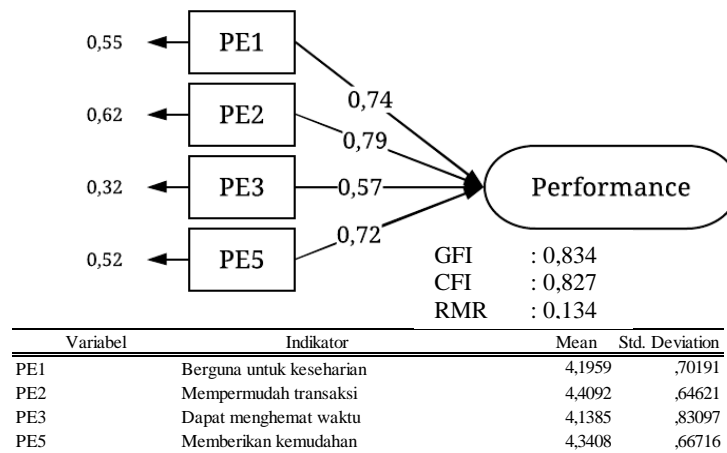 0,55 PE1
0,74
0,62 PE2
0,79
0,32 PE3 0,57 Performance
0,72
0,52 PE5
GFI : 0,834
CFI : 0,827
RMR : 0,134
Variabel Indikator Mean Std. Deviation
PE1 Berguna untuk keseharian 4,1959 ,70191
PE2 Mempermudah transaksi 4,4092 ,64621
PE3 Dapat menghemat waktu 4,1385 ,83097
PE5 Memberikan kemudahan 4,3408 ,66716